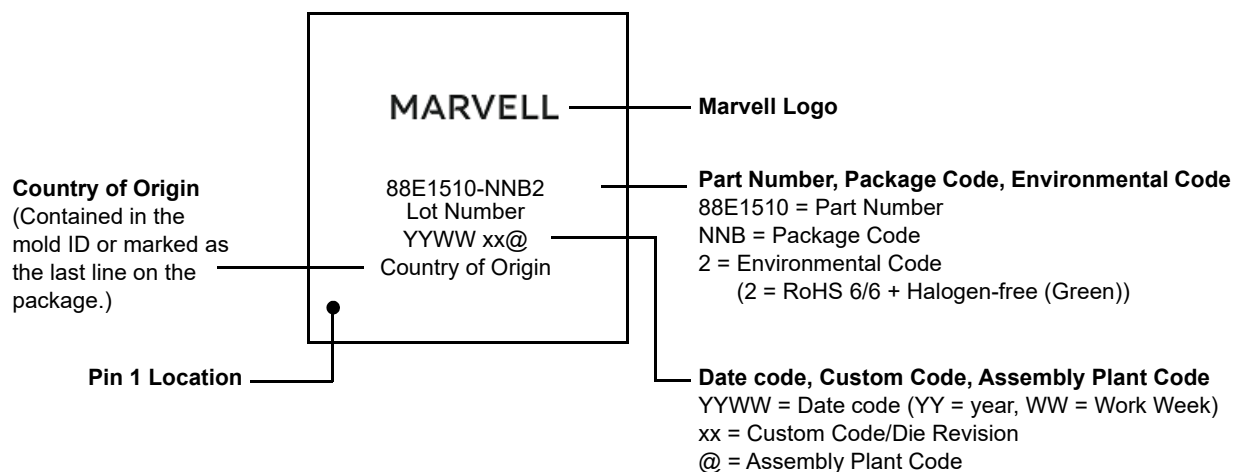 MARVELL
88E1510-NNB2
Lot Number
YYWW xx@
Country of Origin
Country of Origin
(Contained in the
mold ID or marked as
the last line on the
package.)
Pin 1 Location
Marvell Logo
Part Number, Package Code, Environmental Code
88E1510 = Part Number
NNB = Package Code
2 = Environmental Code
(2 = RoHS 6/6 + Halogen-free (Green))
Date code, Custom Code, Assembly Plant Code
YYWW = Date code (YY = year, WW = Work Week)
xx = Custom Code/Die Revision
@ = Assembly Plant Code